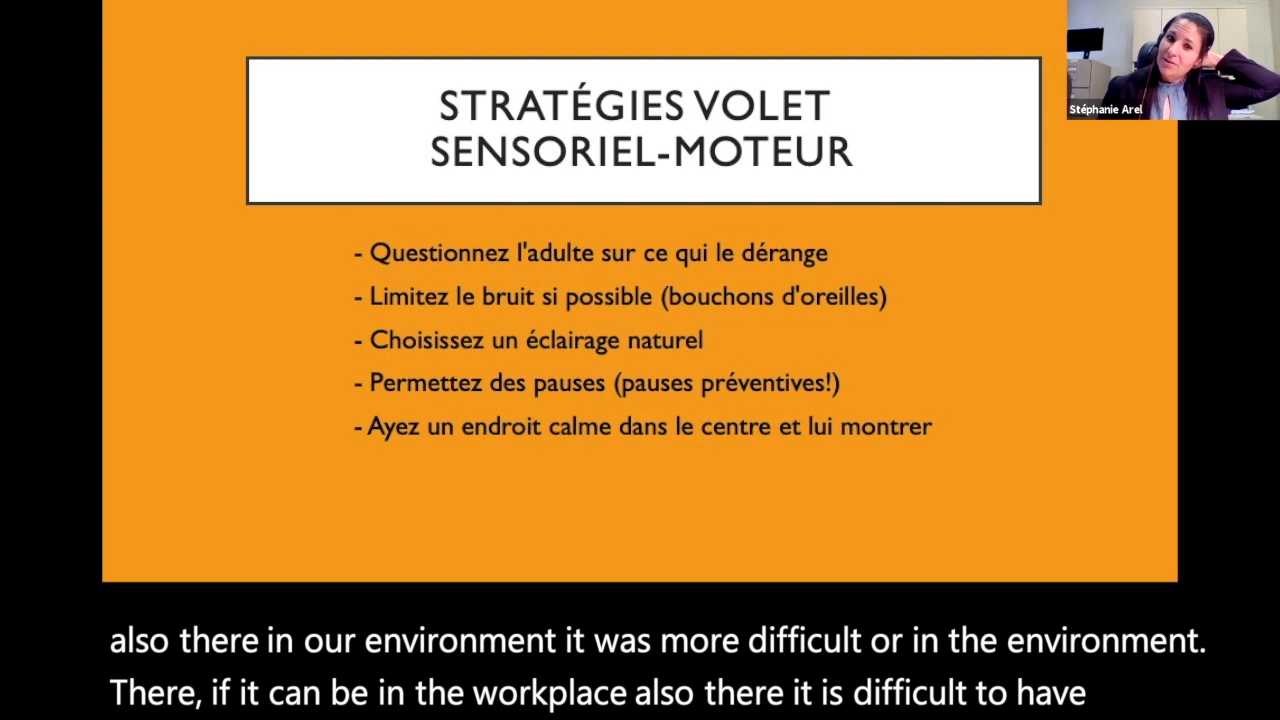 STRATÉGIES VOLET
SENSORIEL-MOTEUR
- Questionnez l'adulte sur ce qui le dérange
- Limitez le bruit si possible (bouchons d'oreilles)
- Choisissez un éclairage naturel
- Permettez des pauses (pauses préventives!)
- Ayez un endroit calme dans le centre et lui montrer
Stéphanie Arel
also there in our environment it was more difficult or in the environment.
There, if it can be in the workplace also there it is difficult to have